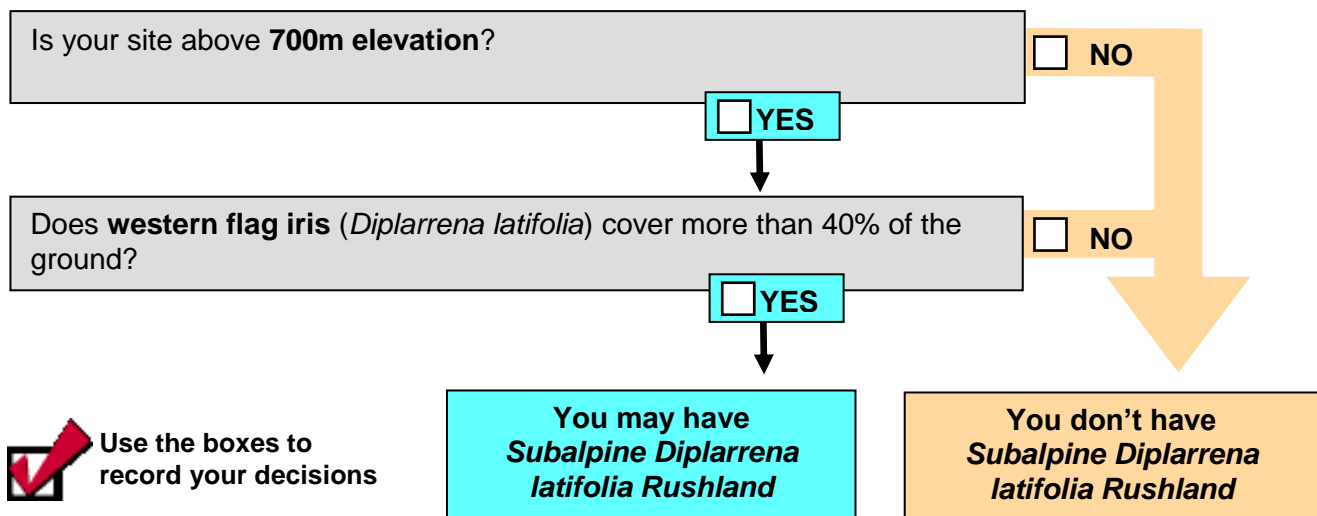 Is your site above 700m elevation?
NO
YES
Does western flag iris (Diplarrena latifolia) cover more than 40% of the
ground?
NO
YES
Use the boxes to
record your decisions
You may have
Subalpine Diplarrena
latifolia Rushland
You don’t have
Subalpine Diplarrena
latifolia Rushland